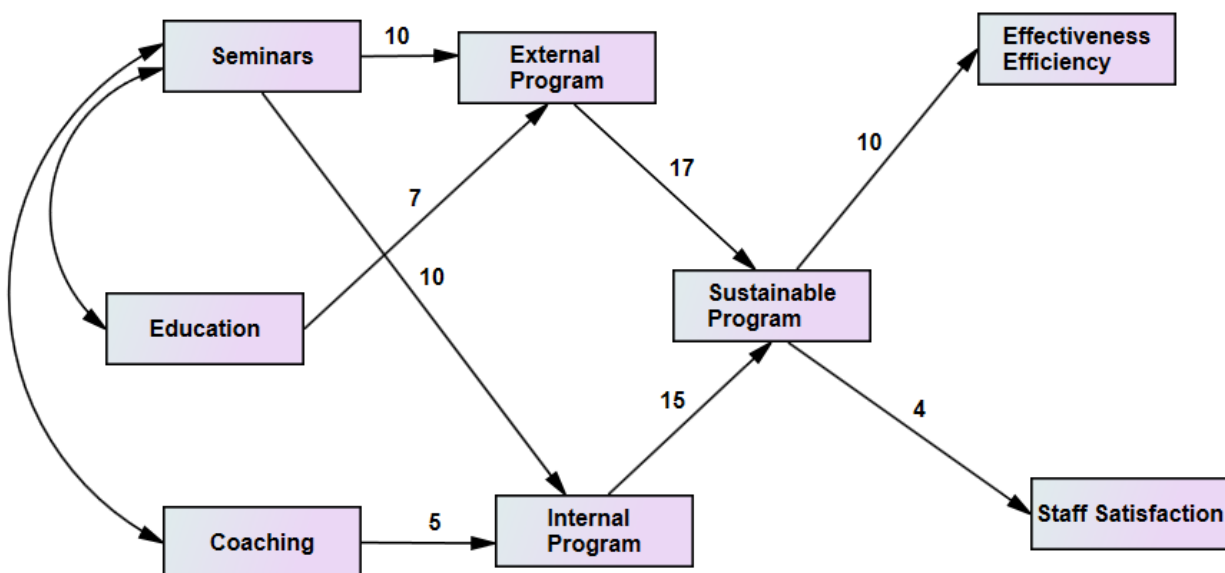 Seminars
10
External
Program
Effectiveness
Efficiency
10
17
7
10
Sustainable
Program
Education
15
4
Coaching
5
Internal
Program
Staff Satisfaction